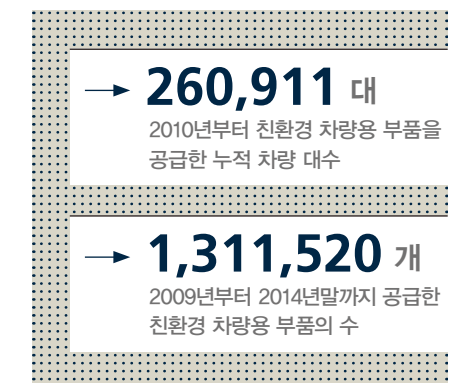 → 260,911 대
2010년부터 친환경 차량용 부품을
공급한 누적 차량 대수
→ 1,311,520 개
2009년부터 2014년말까지 공급한
친환경 차량용 부품의 수